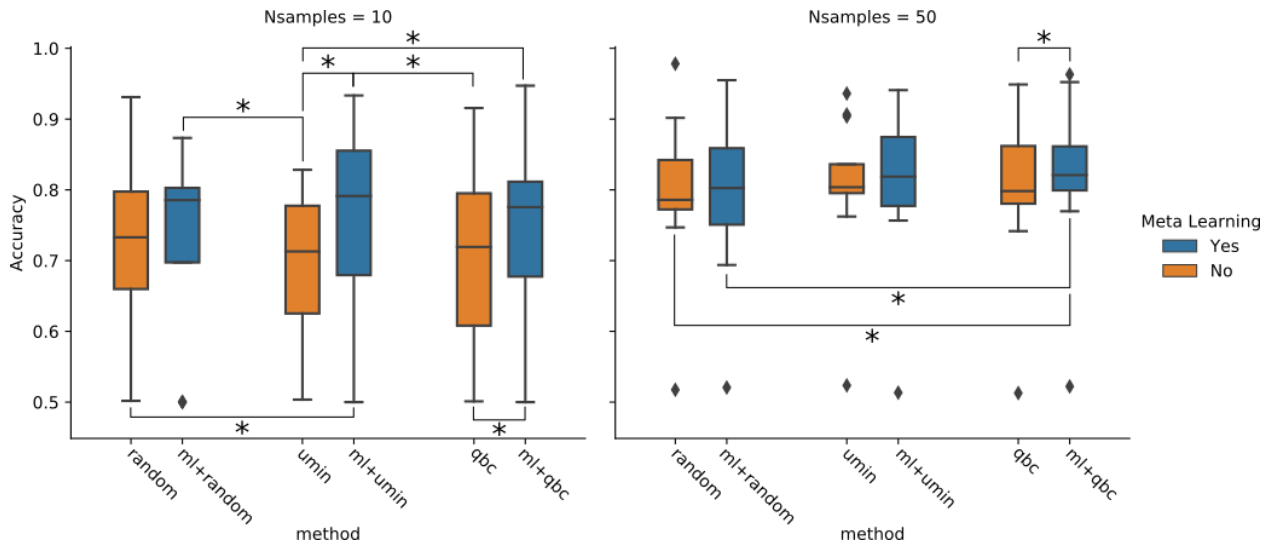 Nsamples = 10
Nsamples = 50
Accuracy
1.0
0.9
0.8
0.7
0.6
0.5
*
*
*
*
*
*
*
*
*
random
ml+random
umin
ml+umin
qbc
ml+qbc
method
random
ml+random
umin
ml+umin
qbc
ml+qbc
method
Meta Learning
Yes
No